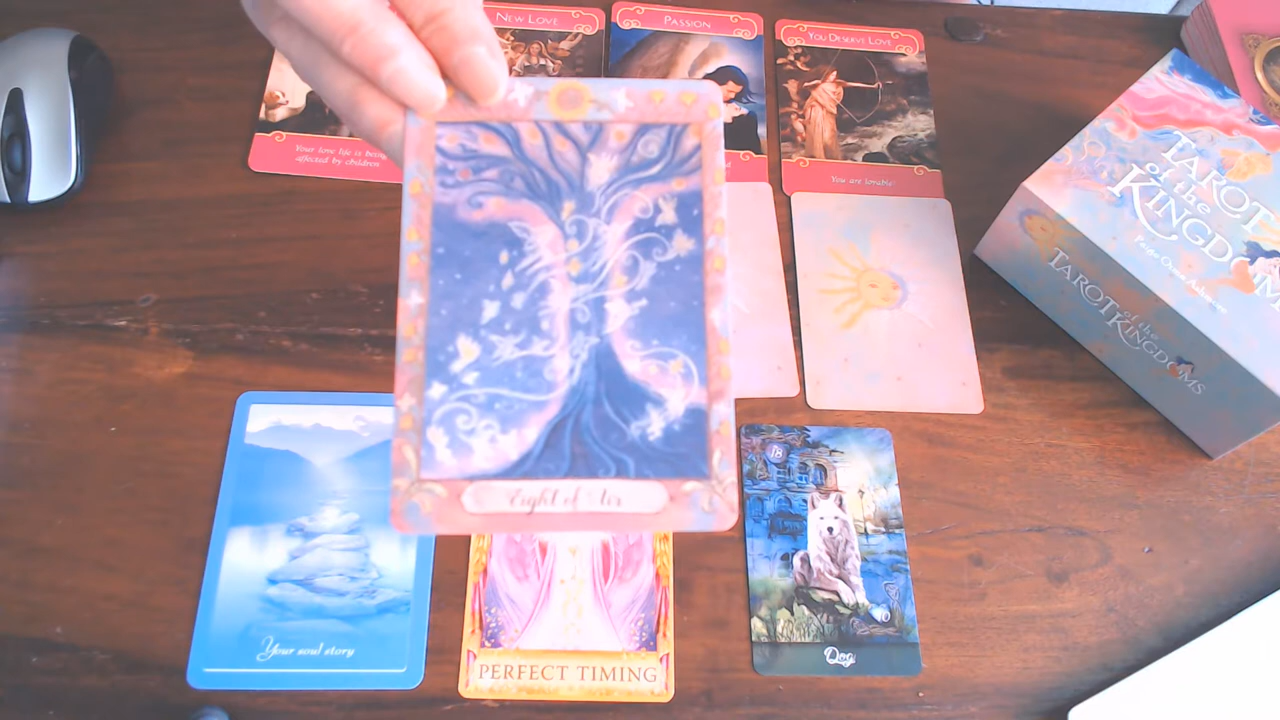 NEW LOVE
PASSION
YOU DESERVE LOVE
Your love life is being
affected by children
You are lovable
TAROT
of the
KINGDOMS
TAROT
of the
KINGDOMS
Eight of Air
18
Your soul story
PERFECT TIMING
Dog